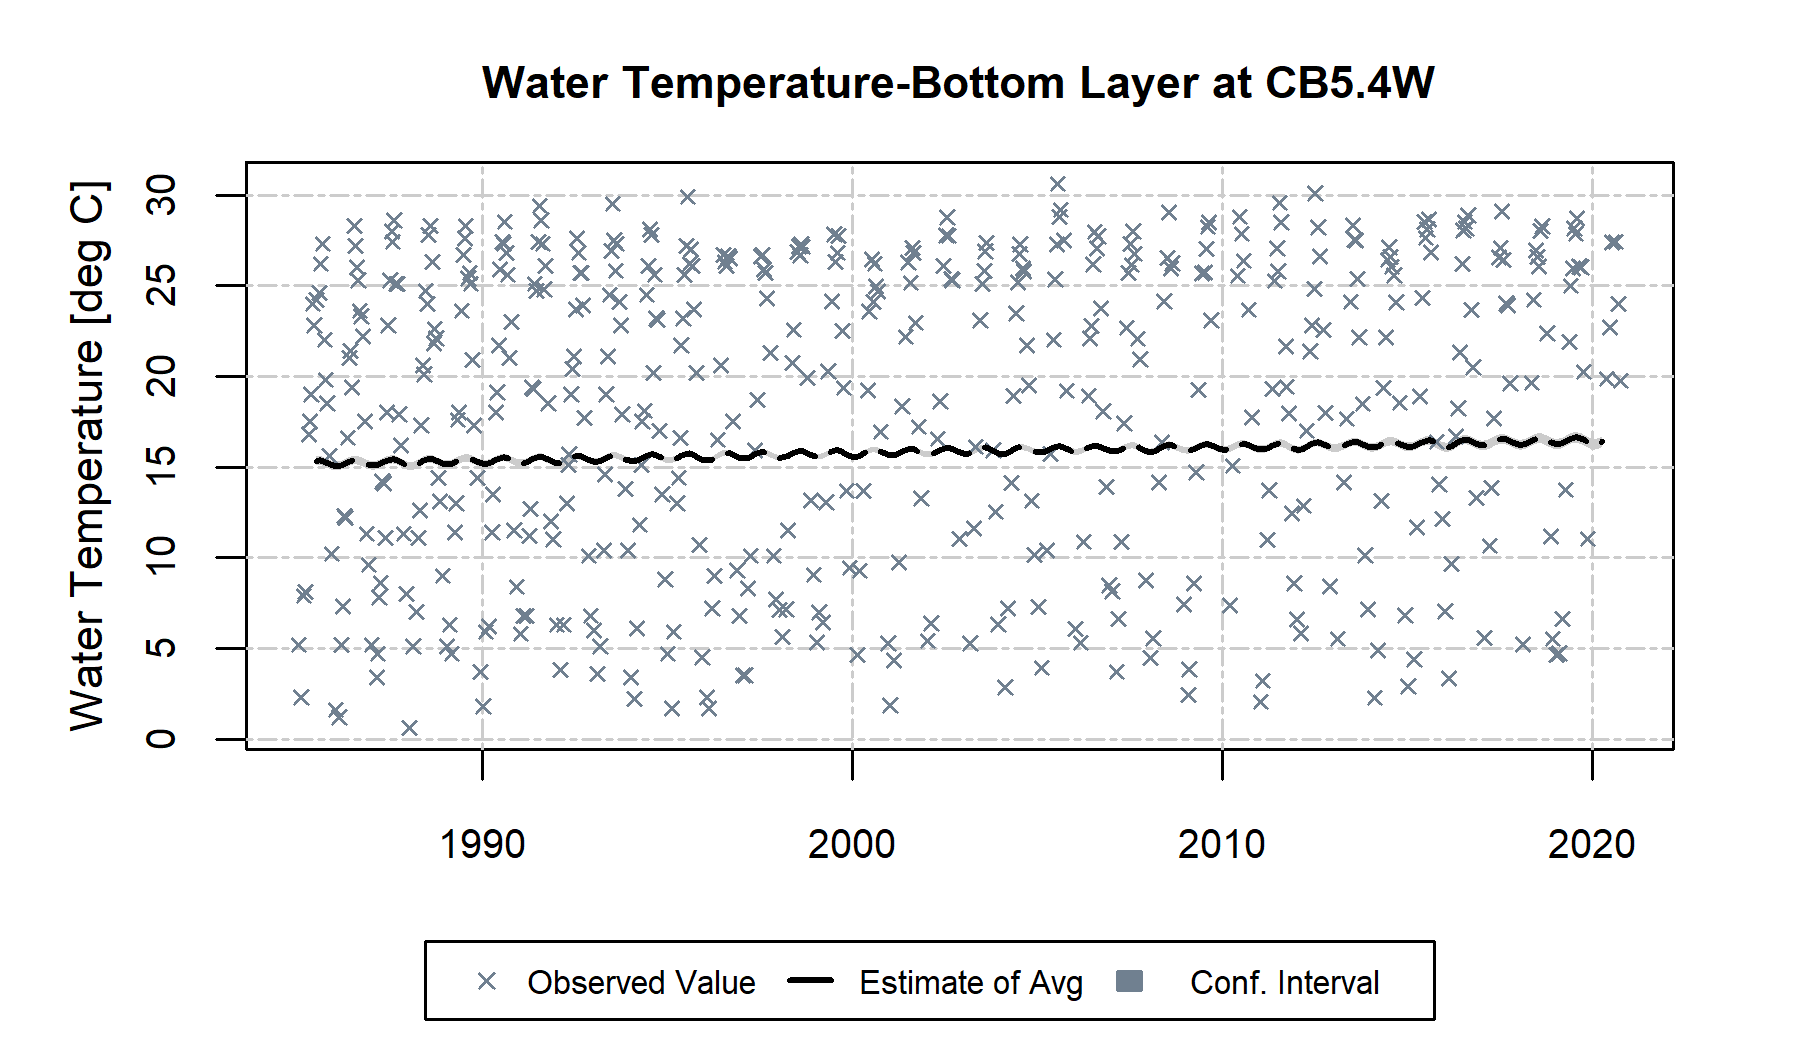 Water Temperature-Bottom Layer at CB5.4W
Water Temperature [deg C]
30
25
20
15
10
5
0
1990 2000 2010 2020
Observed Value Estimate of Avg Conf. Interval